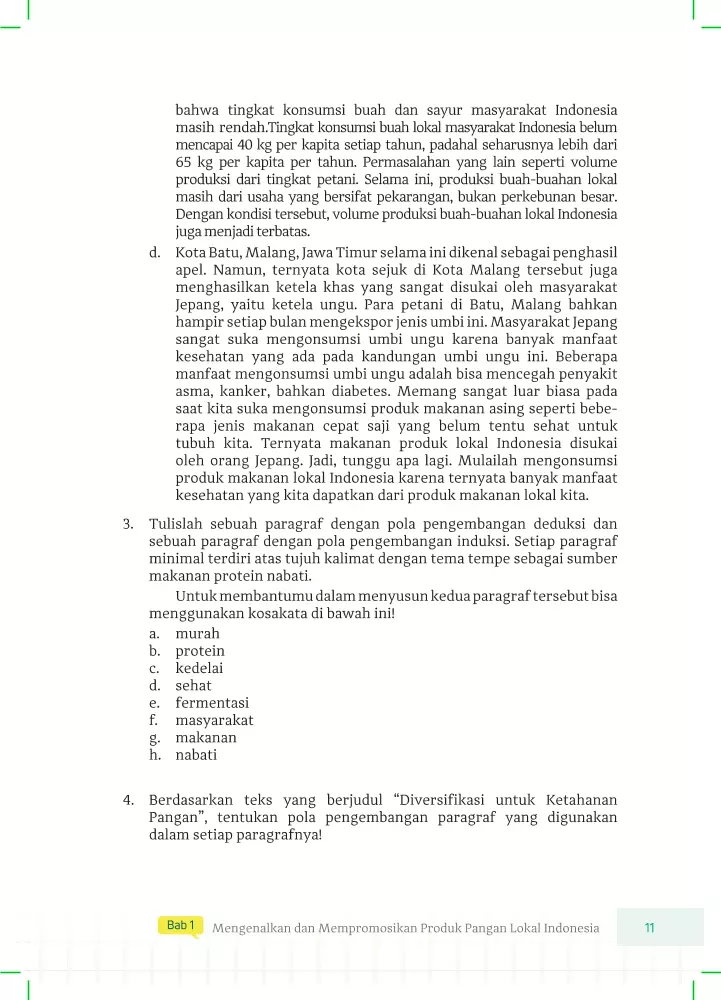 bahwa tingkat konsumsi buah dan sayur masyarakat Indonesia
masih rendah.Tingkat konsumsi buah lokal masyarakat Indonesia belum
mencapai 40 kg per kapita setiap tahun, padahal seharusnya lebih dari
65 kg per kapita per tahun. Permasalahan yang lain seperti volume
produksi dari tingkat petani. Selama ini, produksi buah-buahan lokal
masih dari usaha yang bersifat pekarangan, bukan perkebunan besar.
Dengan kondisi tersebut, volume produksi buah-buahan lokal Indonesia
juga menjadi terbatas.
d. Kota Batu, Malang, Jawa Timur selama ini dikenal sebagai penghasil
apel. Namun, ternyata kota sejuk di Kota Malang tersebut juga
menghasilkan ketela khas yang sangat disukai oleh masyarakat
Jepang, yaitu ketela ungu. Para petani di Batu, Malang bahkan
hampir setiap bulan mengekspor jenis umbi ini. Masyarakat Jepang
sangat suka mengonsumsi umbi ungu karena banyak manfaat
kesehatan yang ada pada kandungan umbi ungu ini. Beberapa
manfaat mengonsumsi umbi ungu adalah bisa mencegah penyakit
asma, kanker, bahkan diabetes. Memang sangat luar biasa pada
saat kita suka mengonsumsi produk makanan asing seperti bebe-
rapa jenis makanan cepat saji yang belum tentu sehat untuk
tubuh kita. Ternyata makanan produk lokal Indonesia disukai
oleh orang Jepang. Jadi, tunggu apa lagi. Mulailah mengonsumsi
produk makanan lokal Indonesia karena ternyata banyak manfaat
kesehatan yang kita dapatkan dari produk makanan lokal kita.
3. Tulislah sebuah paragraf dengan pola pengembangan deduksi dan
sebuah paragraf dengan pola pengembangan induksi. Setiap paragraf
minimal terdiri atas tujuh kalimat dengan tema tempe sebagai sumber
makanan protein nabati.
Untuk membantumu dalam menyusun kedua paragraf tersebut bisa
menggunakan kosakata di bawah ini!
a. murah
b. protein
c. kedelai
d. sehat
e. fermentasi
f. masyarakat
g. makanan
h. nabati
4. Berdasarkan teks yang berjudul “Diversifikasi untuk Ketahanan
Pangan”, tentukan pola pengembangan paragraf yang digunakan
dalam setiap paragrafnya!
Bab 1 Mengenalkan dan Mempromosikan Produk Pangan Lokal Indonesia 11